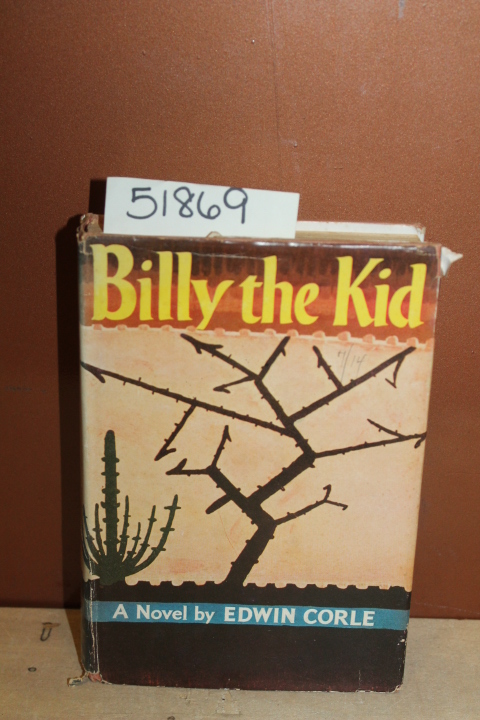 51869
Billy the Kid
A Novel by EDWIN CORLE